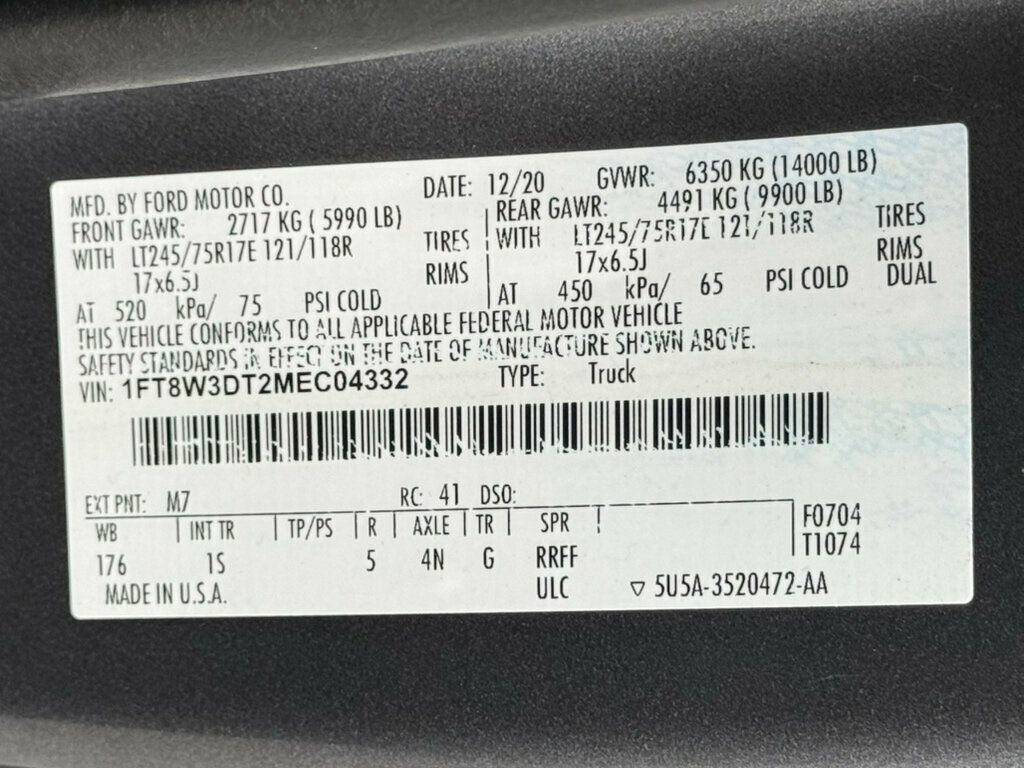 MFD. BY FORD MOTOR CO. DATE: 12/20 GVWR: 6350 KG (14000 LB)
FRONT GAWR: 2717 KG ( 5990 LB) REAR GAWR: 4491 KG ( 9900 LB)
WITH LT245/75R17E 121/118R TIRES WITH LT245/75R17E 121/118R TIRES
17x6.5J RIMS 17x6.5J RIMS
AT 520 kPa/ 75 PSI COLD AT 450 kPa/ 65 PSI COLD DUAL
THIS VEHICLE CONFORMS TO ALL APPLICABLE FEDERAL MOTOR VEHICLE
SAFETY STANDARDS IN EFFECT ON THE DATE OF MANUFACTURE SHOWN ABOVE.
VIN: 1FT8W3DT2MEC04332 TYPE: Truck
EXT PNT: M7 RC: 41 DSO:
WB INT TR TP/PS R AXLE TR SPR F0704
176 1S 5 4N G RRFF T1074
MADE IN U.S.A. ULC ▽ 5U5A-3520472-AA